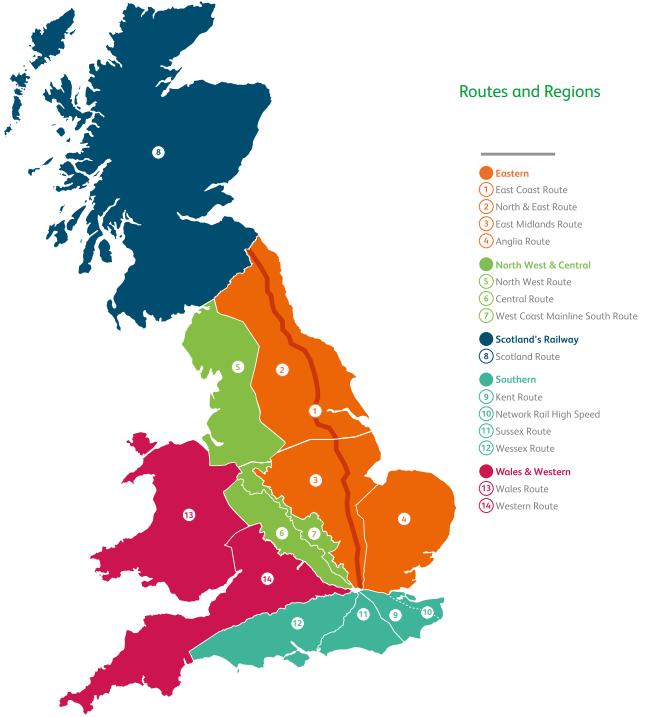 Routes and Regions
Eastern
1 East Coast Route
2 North & East Route
3 East Midlands Route
4 Anglia Route
North West & Central
5 North West Route
6 Central Route
7 West Coast Mainline South Route
Scotland's Railway
8 Scotland Route
Southern
9 Kent Route
10 Network Rail High Speed
11 Sussex Route
12 Wessex Route
Wales & Western
13 Wales Route
14 Western Route
8
5
2
1
3
13
4
6
7
14
12
11
9
10